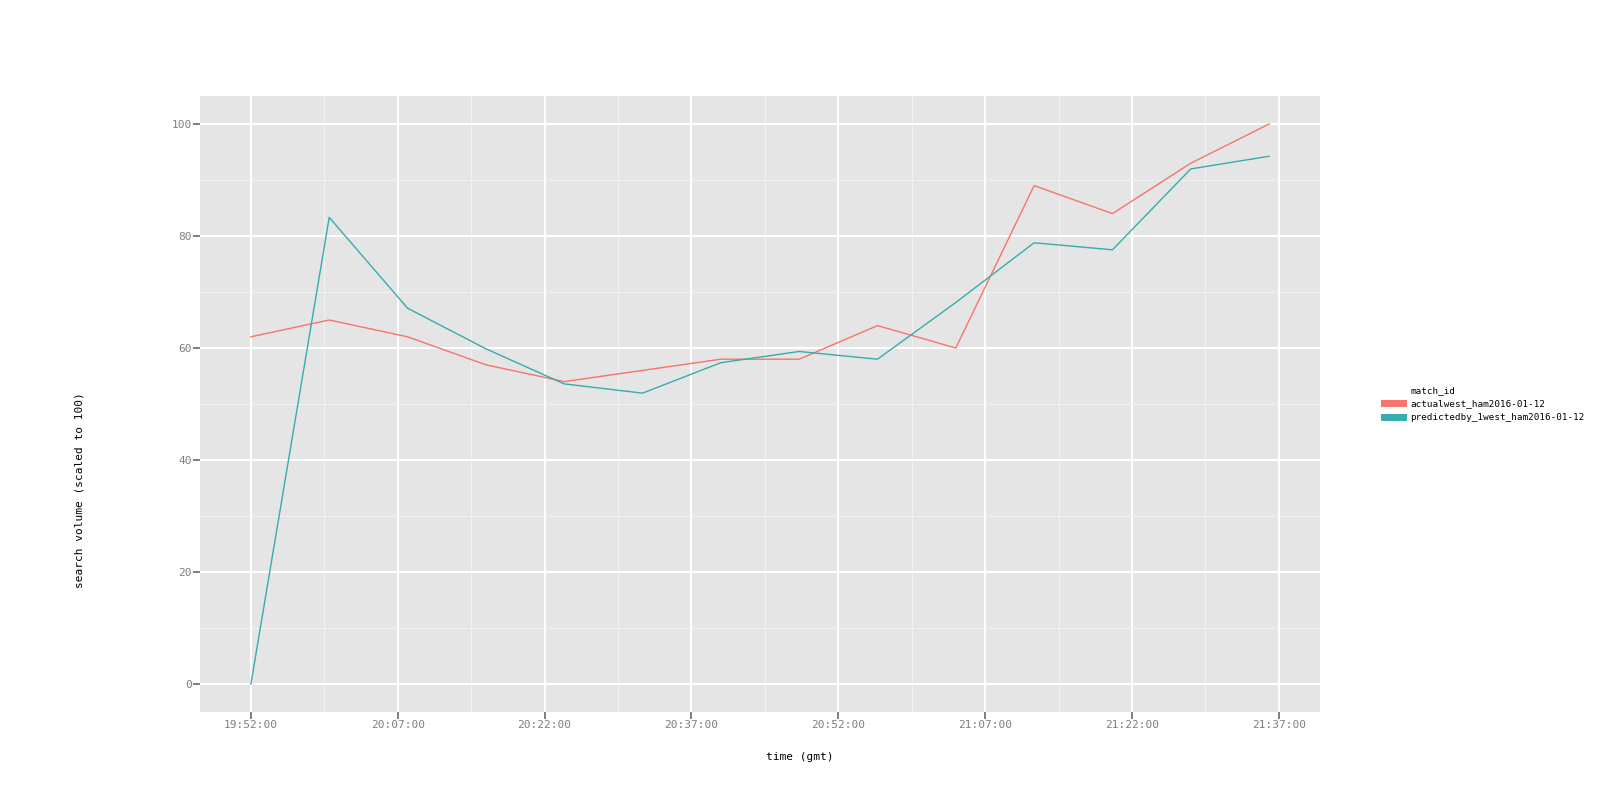 100
80
60
40
20
0
search volume (scaled to 100)
19:52:00 20:07:00 20:22:00 20:37:00 20:52:00 21:07:00 21:22:00 21:37:00
time (gmt)
match_id
actualwest_ham2016-01-12
predictedby_1west_ham2016-01-12